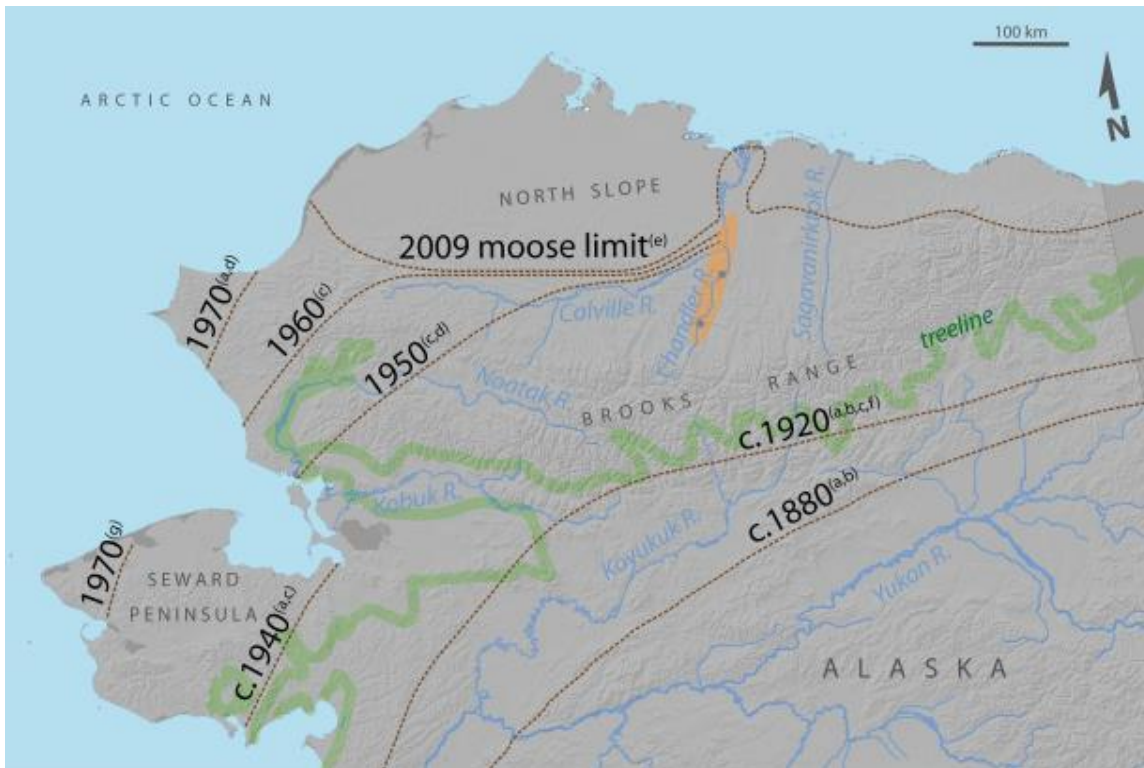 100 km
ARCTIC OCEAN
N
NORTH SLOPE
Sagavanirktok R.
2009 moose limit(e)
1970(a,d)
1960(c)
Colville R.
Chandler R.
1950(c,d)
treeline
Noatak R.
BROOKS RANGE
c.1920(a,b,c,f)
Kobuk R.
c.1880(a,b)
Koyukuk R.
1970(g)
SEWARD
PENINSULA
Yukon R.
c.1940(a,c)
ALASKA